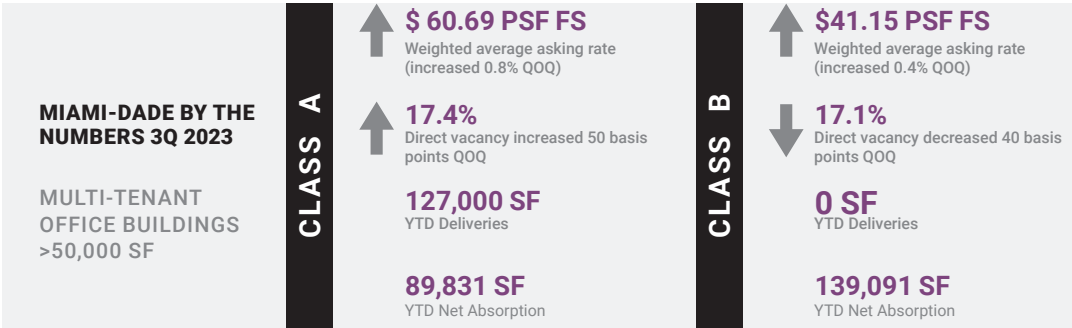 MIAMI-DADE BY THE
NUMBERS 3Q 2023
MULTI-TENANT
OFFICE BUILDINGS
>50,000 SF
CLASS A
$ 60.69 PSF FS
Weighted average asking rate
(increased 0.8% QOQ)
17.4%
Direct vacancy increased 50 basis
points QOQ
127,000 SF
YTD Deliveries
89,831 SF
YTD Net Absorption
CLASS B
$41.15 PSF FS
Weighted average asking rate
(increased 0.4% QOQ)
17.1%
Direct vacancy decreased 40 basis
points QOQ
0 SF
YTD Deliveries
139,091 SF
YTD Net Absorption